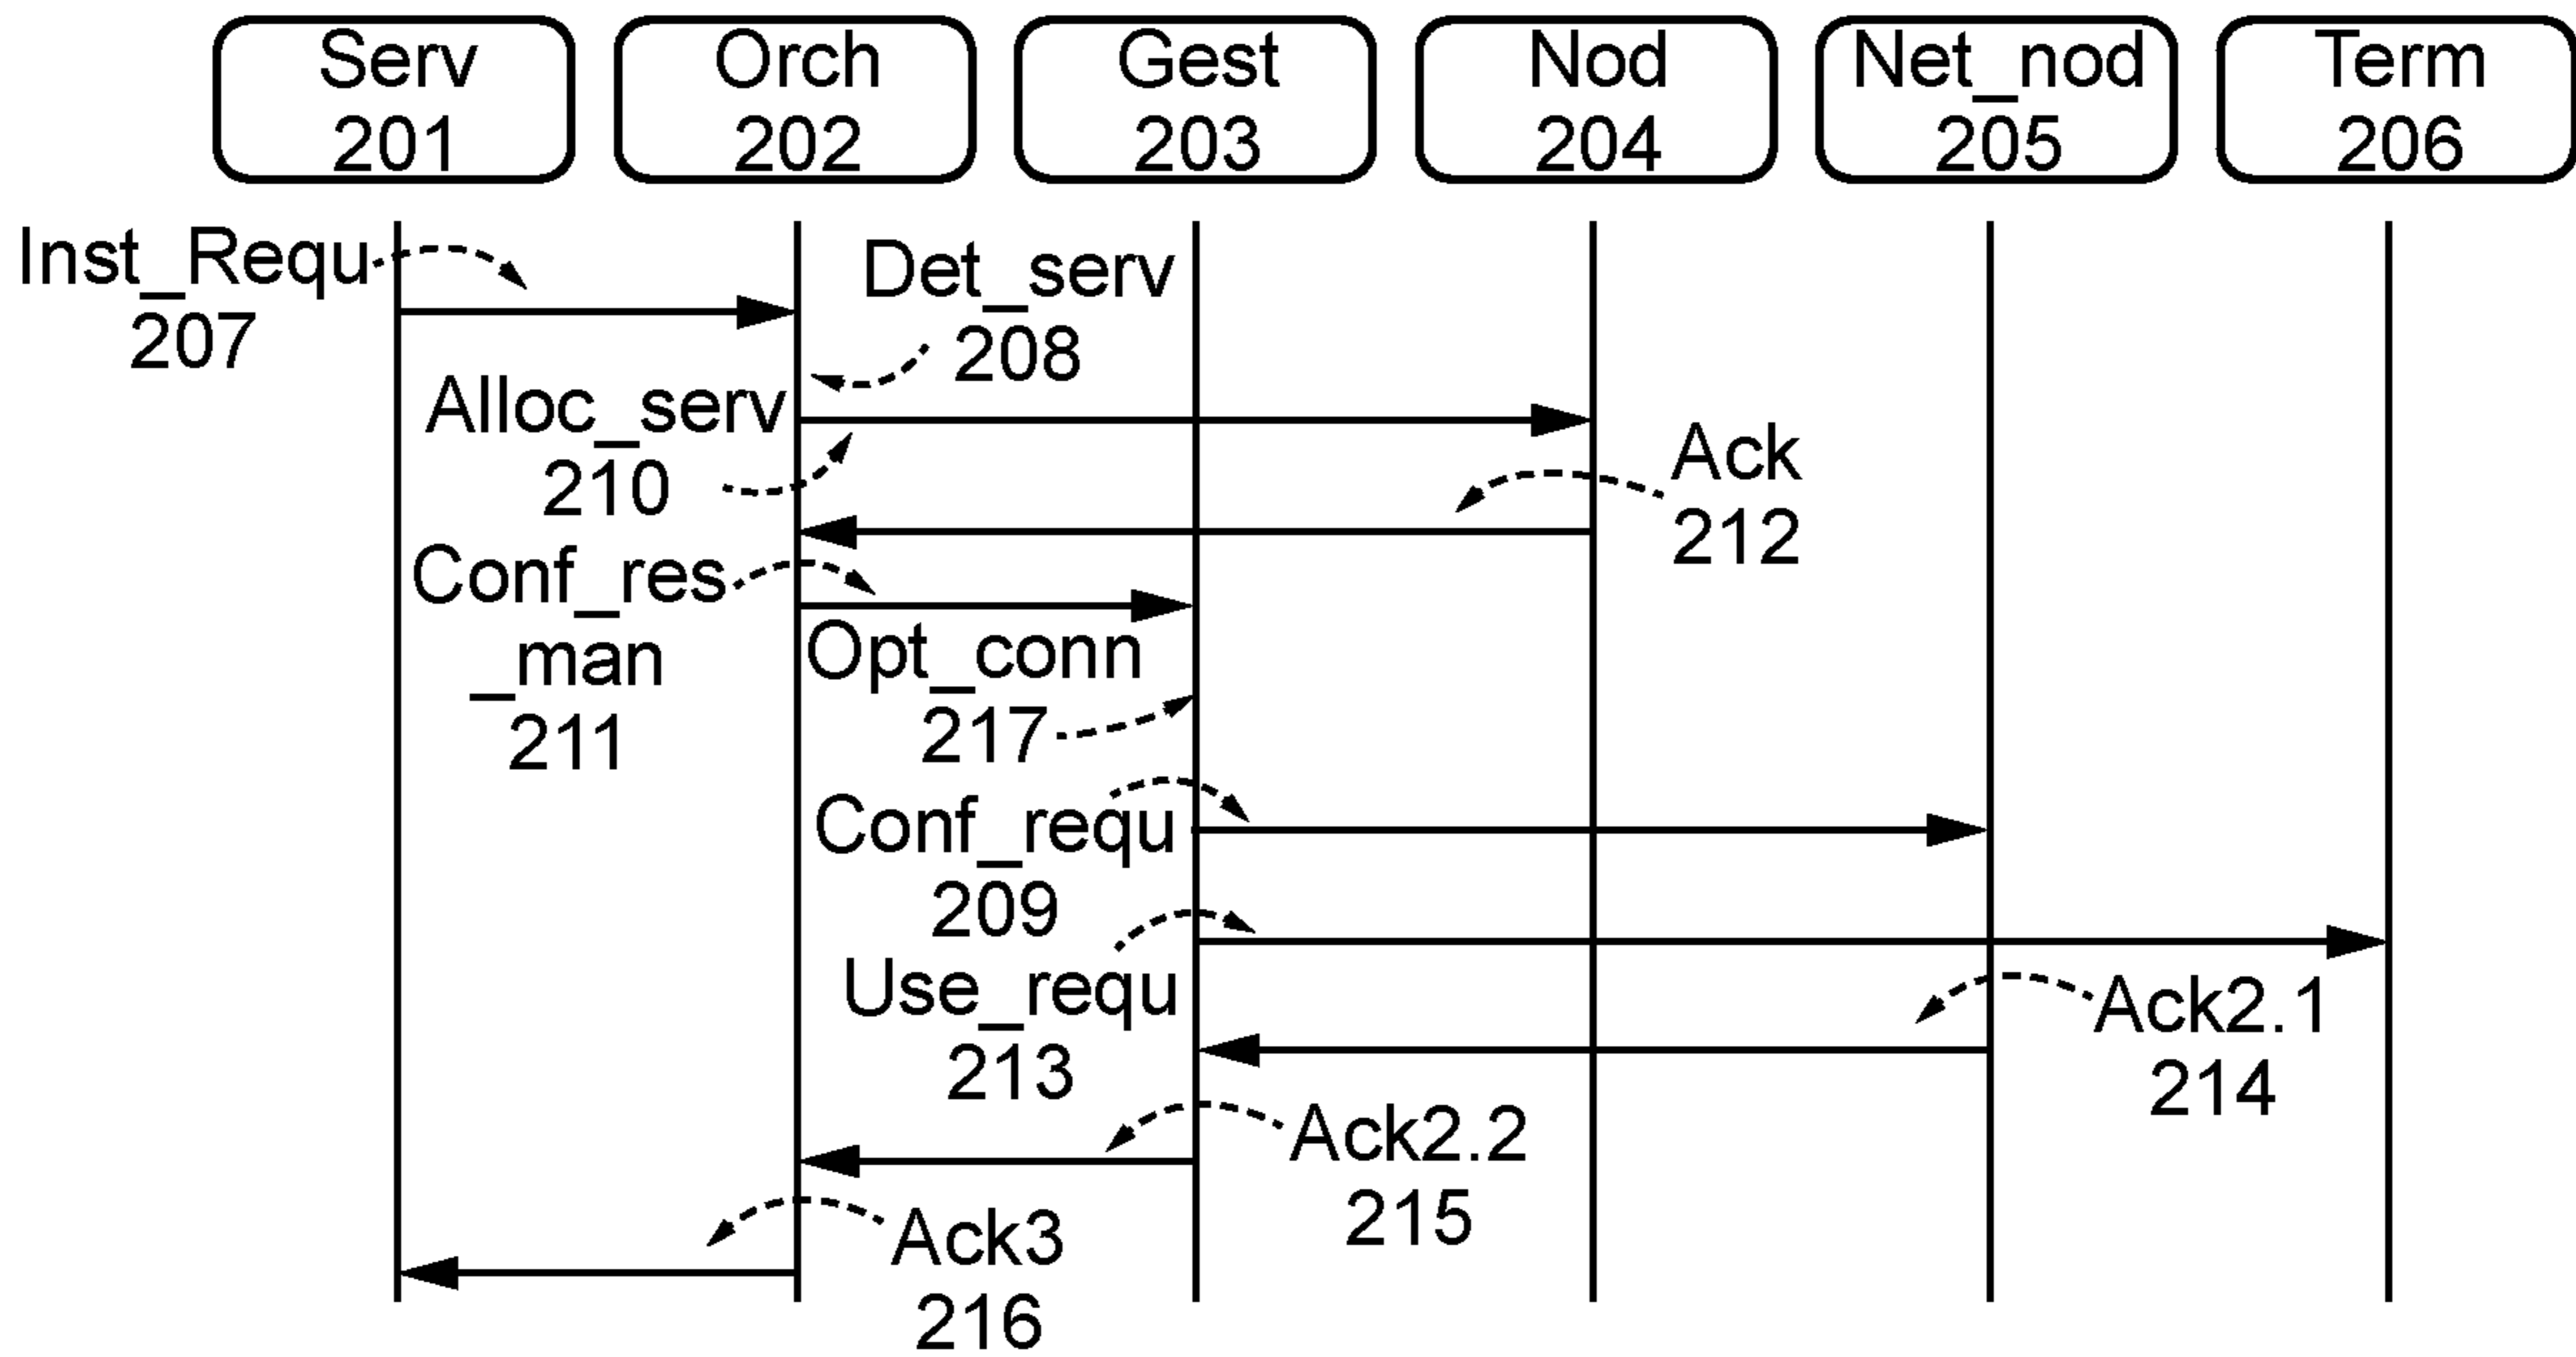 Serv
201
Orch
202
Gest
203
Nod
204
Net_nod
205
Term
206
Inst_Requ
207
Det_serv
208
Alloc_serv
210
Ack
212
Conf_res
_man
211
Opt_conn
217
Conf_requ
209
Use_requ
213
Ack2.1
214
Ack2.2
215
Ack3
216